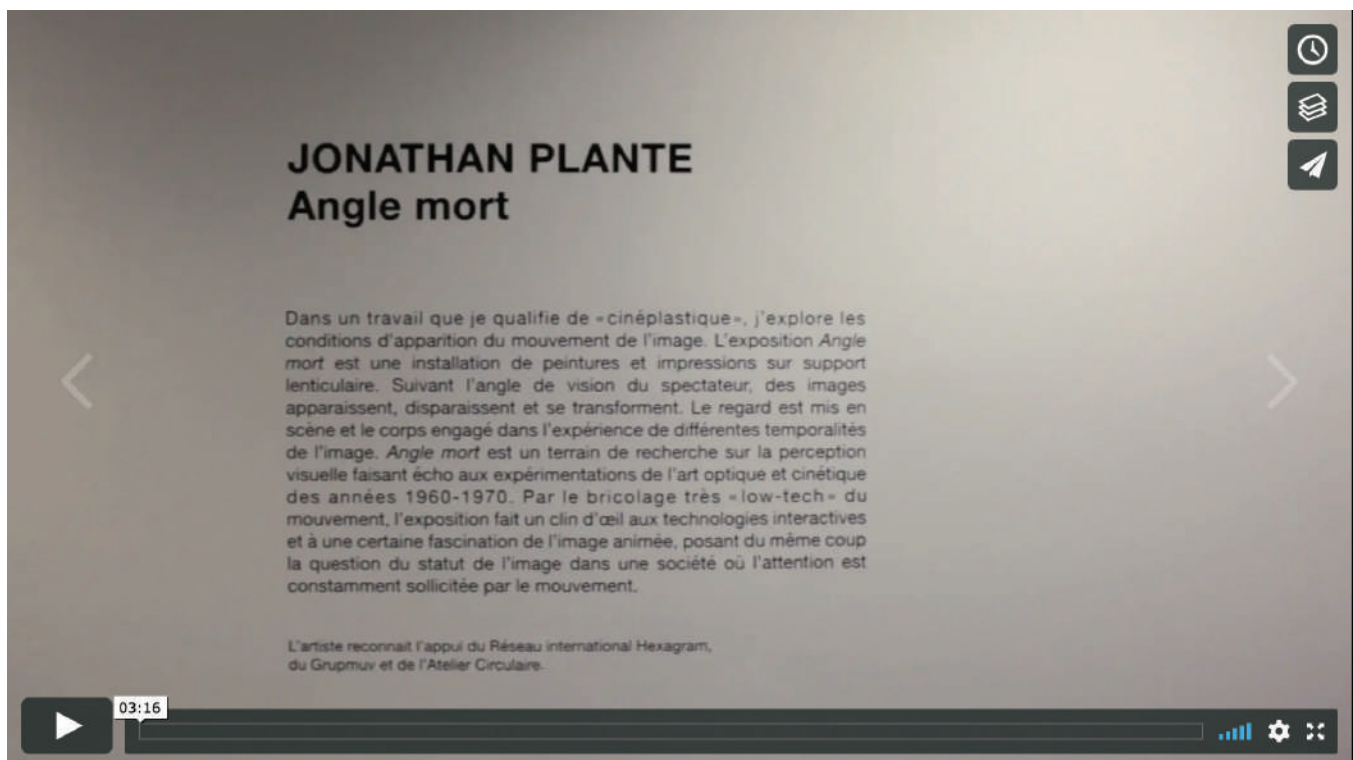 JONATHAN PLANTE
Angle mort
Dans un travail que je qualifie de «cinéplastique», j'explore les
conditions d'apparition du mouvement de l'image. L'exposition Angle
mort est une installation de peintures et impressions sur support
lenticulaire. Suivant l'angle de vision du spectateur, des images
apparaissent, disparaissent et se transforment. Le regard est mis en
scène et le corps engagé dans l'expérience de différentes temporalités
de l'image. Angle mort est un terrain de recherche sur la perception
visuelle faisant écho aux expérimentations de l'art optique et cinétique
des années 1960-1970. Par le bricolage très «low-tech» du
mouvement, l'exposition fait un clin d'œil aux technologies interactives
et à une certaine fascination de l'image animée, posant du même coup
la question du statut de l'image dans une société où l'attention est
constamment sollicitée par le mouvement.
L'artiste reconnait l'appui du Réseau international Hexagram,
du Grupmuv et de l'Atelier Circulaire.
03:16